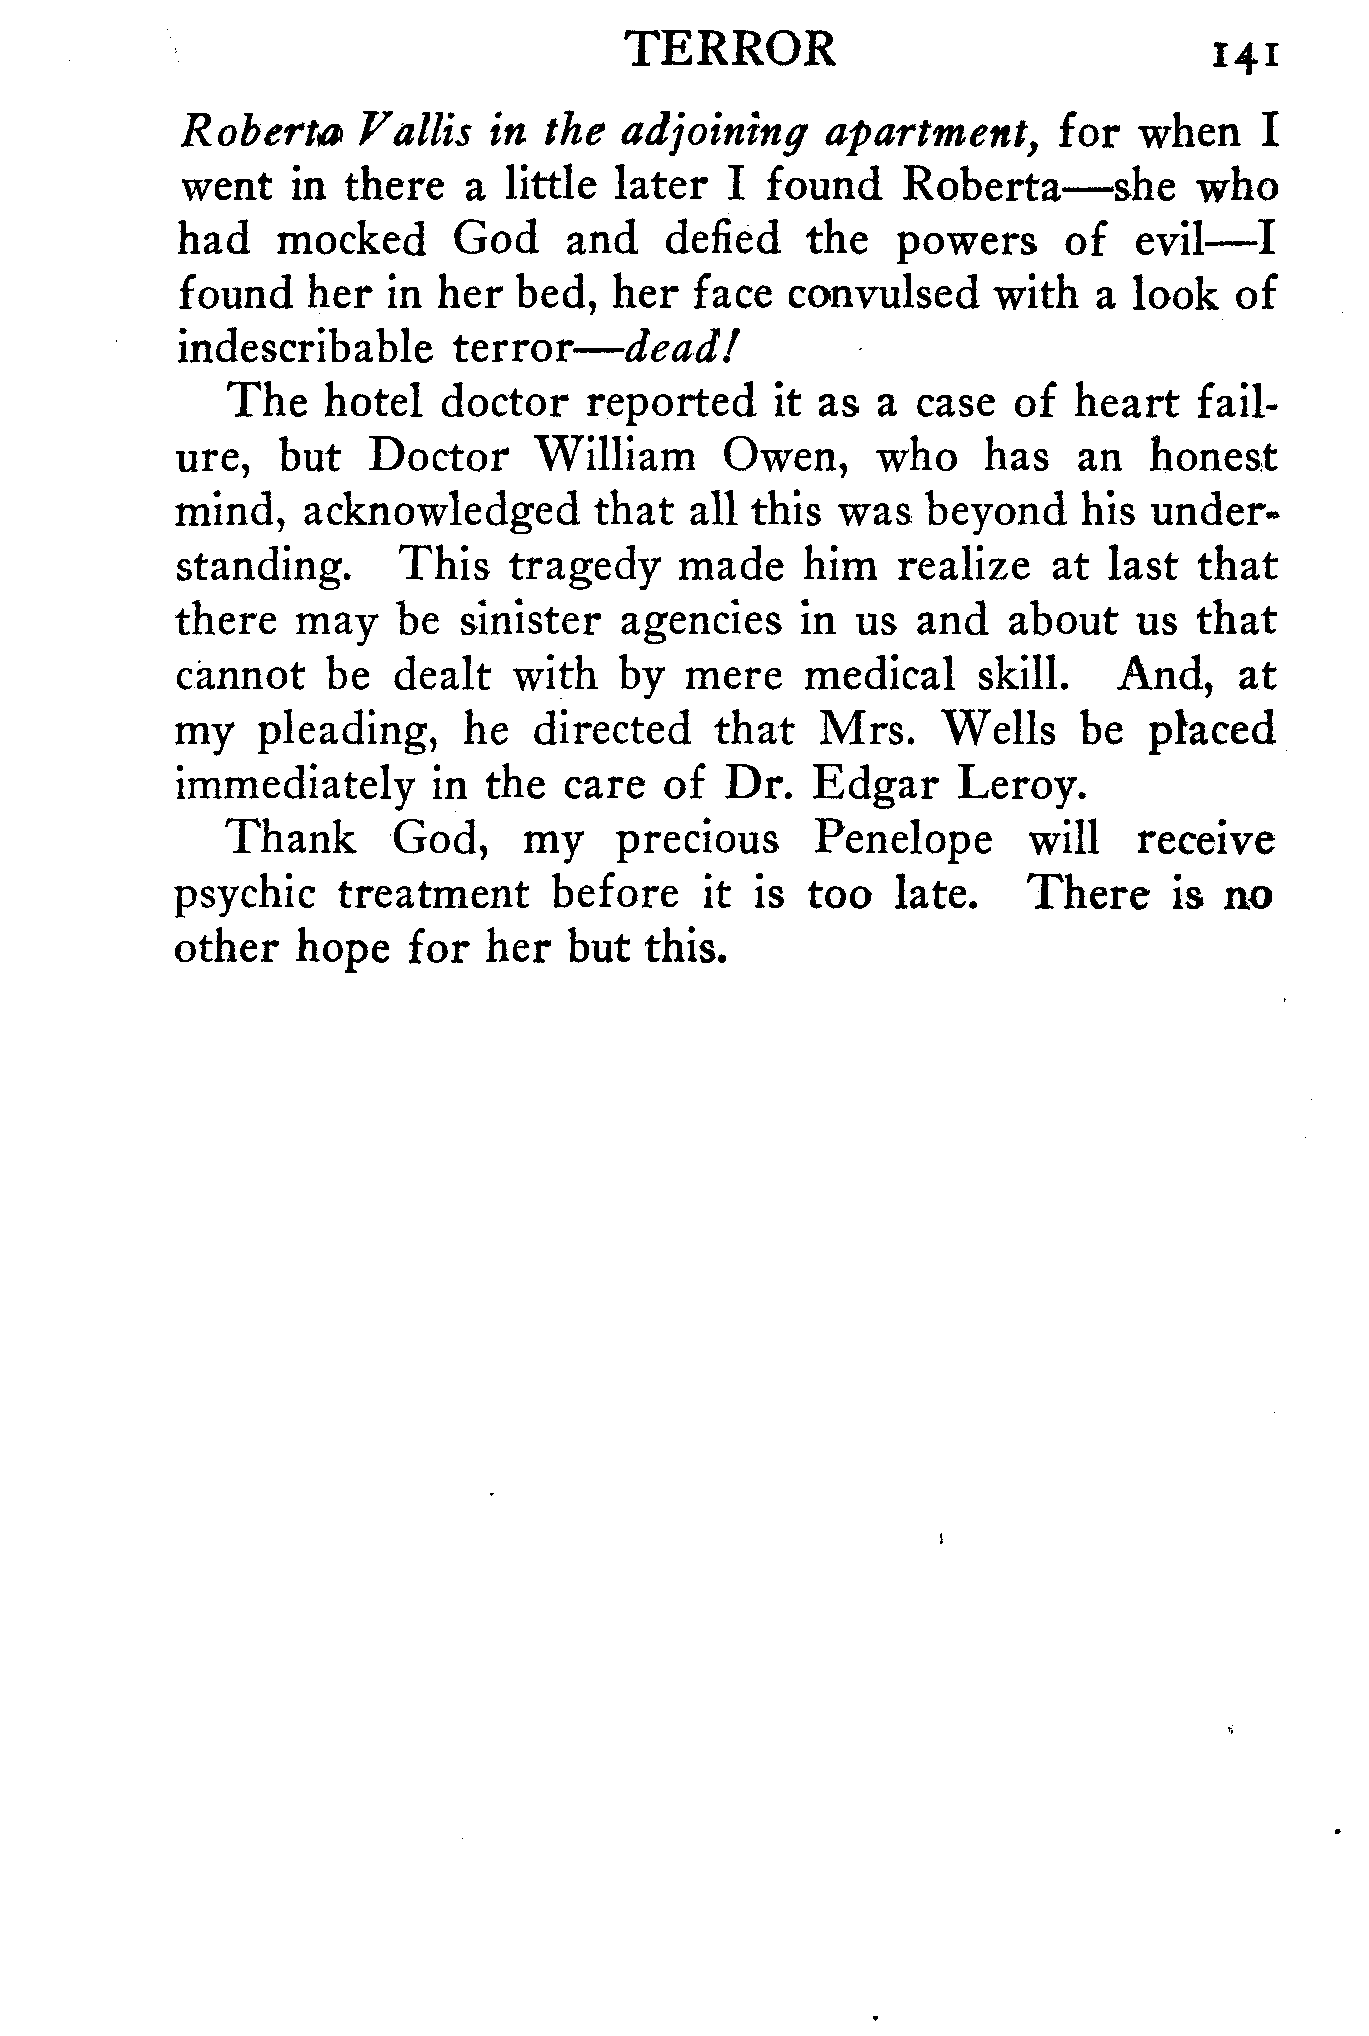 TERROR 141
Roberta Vallis in the adjoining apartment, for when I
went in there a little later I found Roberta—she who
had mocked God and defied the powers of evil—I
found her in her bed, her face convulsed with a look of
indescribable terror—dead!
The hotel doctor reported it as a case of heart fail-
ure, but Doctor William Owen, who has an honest
mind, acknowledged that all this was beyond his under-
standing. This tragedy made him realize at last that
there may be sinister agencies in us and about us that
cannot be dealt with by mere medical skill. And, at
my pleading, he directed that Mrs. Wells be placed
immediately in the care of Dr. Edgar Leroy.
Thank God, my precious Penelope will receive
psychic treatment before it is too late. There is no
other hope for her but this.